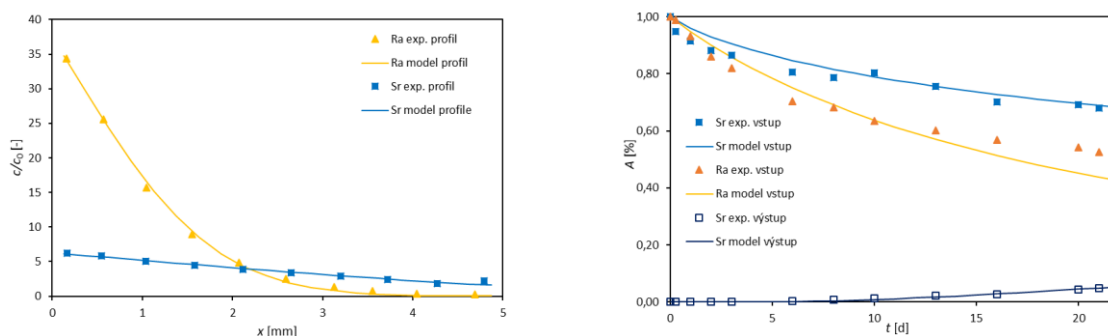 40
35
30
25
20
15
10
5
0
c/c₀ [-]
Ra exp. profil
Ra model profil
Sr exp. profil
Sr model profile
0 1 2 3 4 5
x [mm]
1,00
0,80
0,60
0,40
0,20
0,00
A [%]
Sr exp. vstup
Sr model vstup
Ra exp. vstup
Ra model vstup
Sr exp. výstup
Sr model výstup
0 5 10 15 20
t [d]